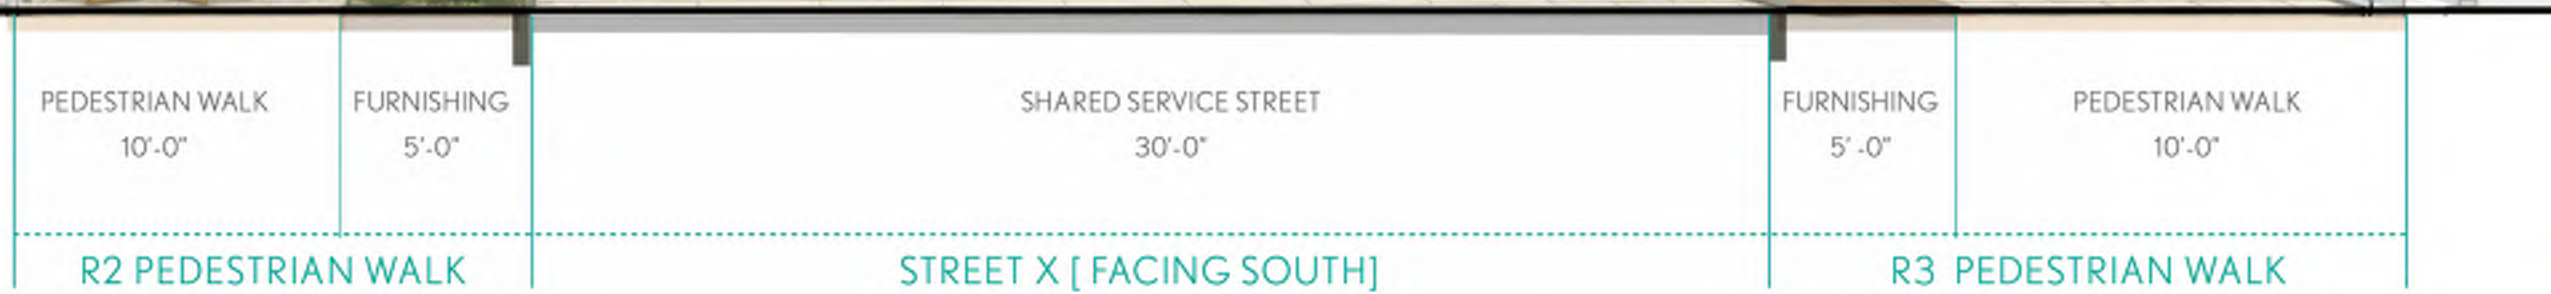 PEDESTRIAN WALK
10'-0"
FURNISHING
5'-0"
SHARED SERVICE STREET
30'-0"
FURNISHING
5' -0"
PEDESTRIAN WALK
10'-0"
R2 PEDESTRIAN WALK
STREET X [ FACING SOUTH]
R3 PEDESTRIAN WALK